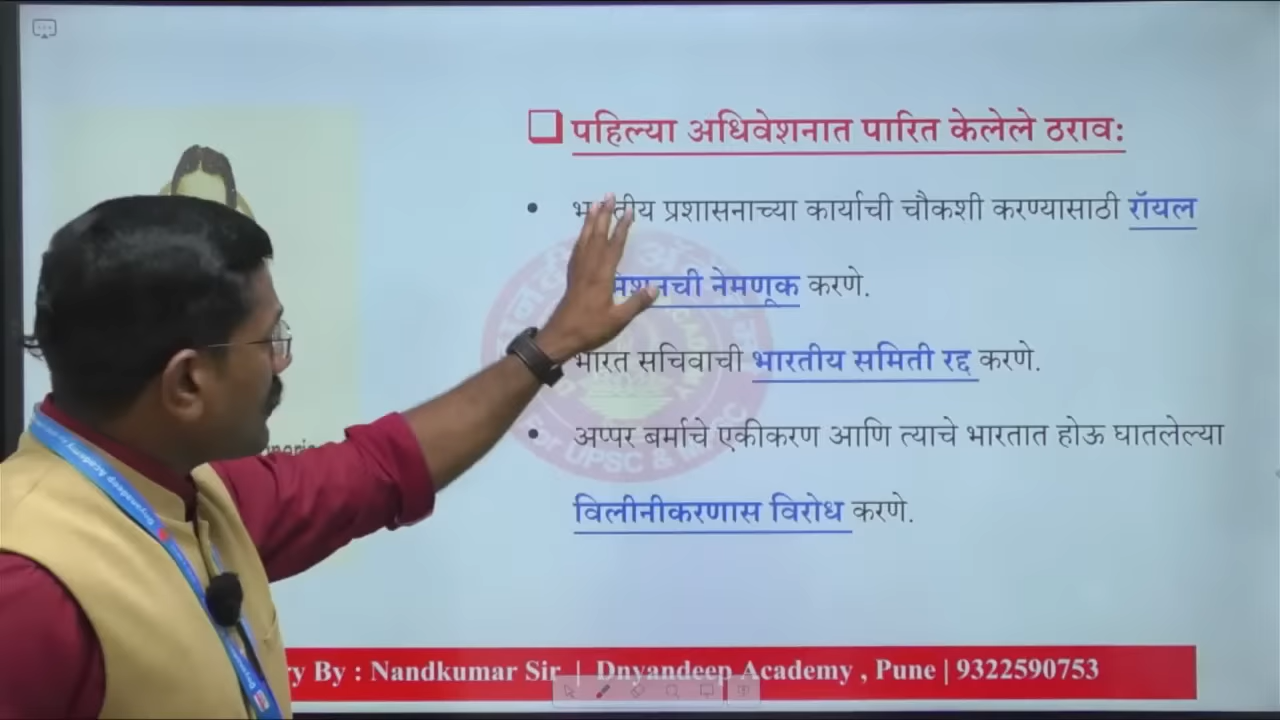 पहिल्या अधिवेशनात पारित केलेले ठराव:
प्रशासनाच्या कार्याची चौकशी करण्यासाठी रॉयल
नेमणूक करणे.
भारत सचिवाची भारतीय समिती रद्द करणे.
अप्पर बर्माचे एकीकरण आणि त्याचे भारतात होऊ घातलेल्या
विलीनीकरणास विरोध करणे.
By : Nandkumar Sir | Dnyandeep Academy , Pune | 9322590753